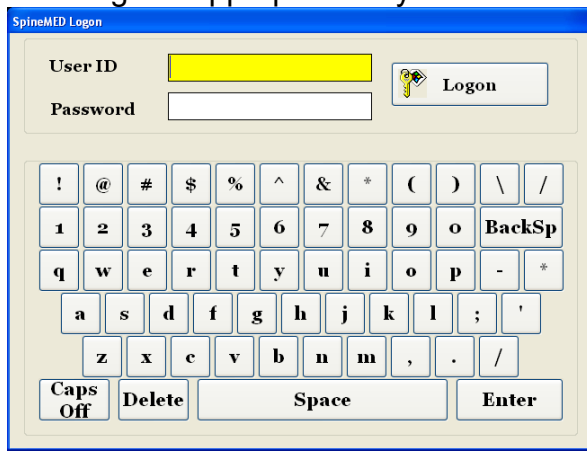 SpineMED Logon
User ID
Logon
Password
! @ # $ % ^ & * ( ) \ /
1 2 3 4 5 6 7 8 9 0 BackSp
q w e r t y u i o p - *
a s d f g h j k l ; '
z x c v b n m , . /
Caps Off Delete Space Enter